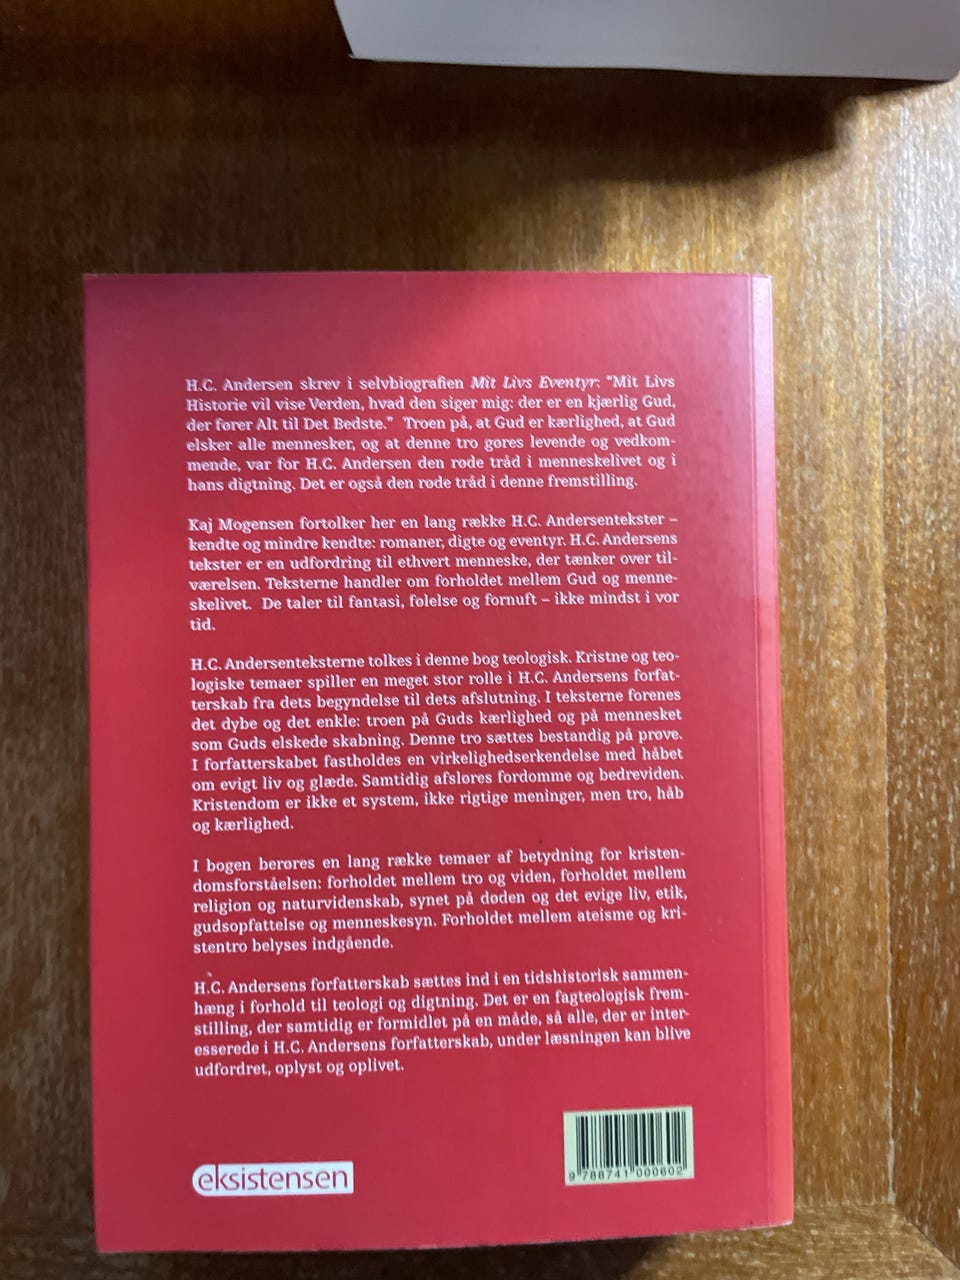 H.C. Andersen skrev i selvbiografien Mit Livs Eventyr: "Mit Livs
Historie vil vise Verden, hvad den siger mig: der er en kjærlig Gud,
der fører Alt til Det Bedste."  Troen på, at Gud er kærlighed, at Gud
elsker alle mennesker, og at denne tro gøres levende og vedkom-
mende, var for H.C. Andersen den røde tråd i menneskelivet og i
hans digtning. Det er også den røde tråd i denne fremstilling.
Kaj Mogensen fortolker her en lang række H.C. Andersentekster –
kendte og mindre kendte: romaner, digte og eventyr. H.C. Andersens
tekster er en udfordring til ethvert menneske, der tænker over til-
værelsen. Teksterne handler om forholdet mellem Gud og menne-
skelivet.  De taler til fantasi, følelse og fornuft – ikke mindst i vor
tid.
H.C. Andersenteksterne tolkes i denne bog teologisk. Kristne og teo-
logiske temaer spiller en meget stor rolle i H.C. Andersens forfat-
terskab fra dets begyndelse til dets afslutning. I teksterne forenes
det dybe og det enkle: troen på Guds kærlighed og på mennesket
som Guds elskede skabning. Denne tro sættes bestandig på prøve.
I forfatterskabet fastholdes en virkelighedserkendelse med håbet
om evigt liv og glæde. Samtidig afsløres fordomme og bedreviden.
Kristendom er ikke et system, ikke rigtige meninger, men tro, håb
og kærlighed.
I bogen berøres en lang række temaer af betydning for kristen-
domsforståelsen: forholdet mellem tro og viden, forholdet mellem
religion og naturvidenskab, synet på døden og det evige liv, etik,
gudsopfattelse og menneskesyn. Forholdet mellem ateisme og kri-
stentro belyses indgående.
H.C. Andersens forfatterskab sættes ind i en tidshistorisk sammen-
hæng i forhold til teologi og digtning. Det er en fagteologisk frem-
stilling, der samtidig er formidlet på en måde, så alle, der er inter-
esserede i H.C. Andersens forfatterskab, under læsningen kan blive
udfordret, oplyst og oplivet.
eksistensen
9 788741 000602